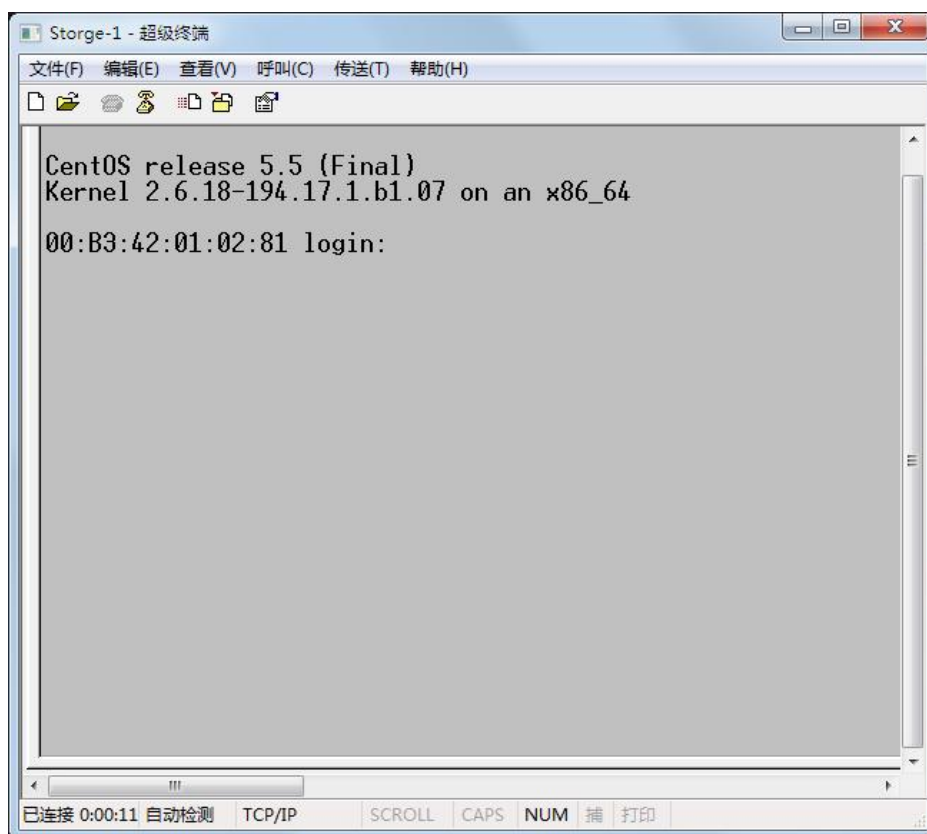 Storge-1 - 超级终端
文件(F) 编辑(E) 查看(V) 呼叫(C) 传送(T) 帮助(H)
CentOS release 5.5 (Final)
Kernel 2.6.18-194.17.1.b1.07 on an x86_64
00:B3:42:01:02:81 login:
已连接 0:00:11 自动检测 TCP/IP SCROLL CAPS NUM 捕 打印